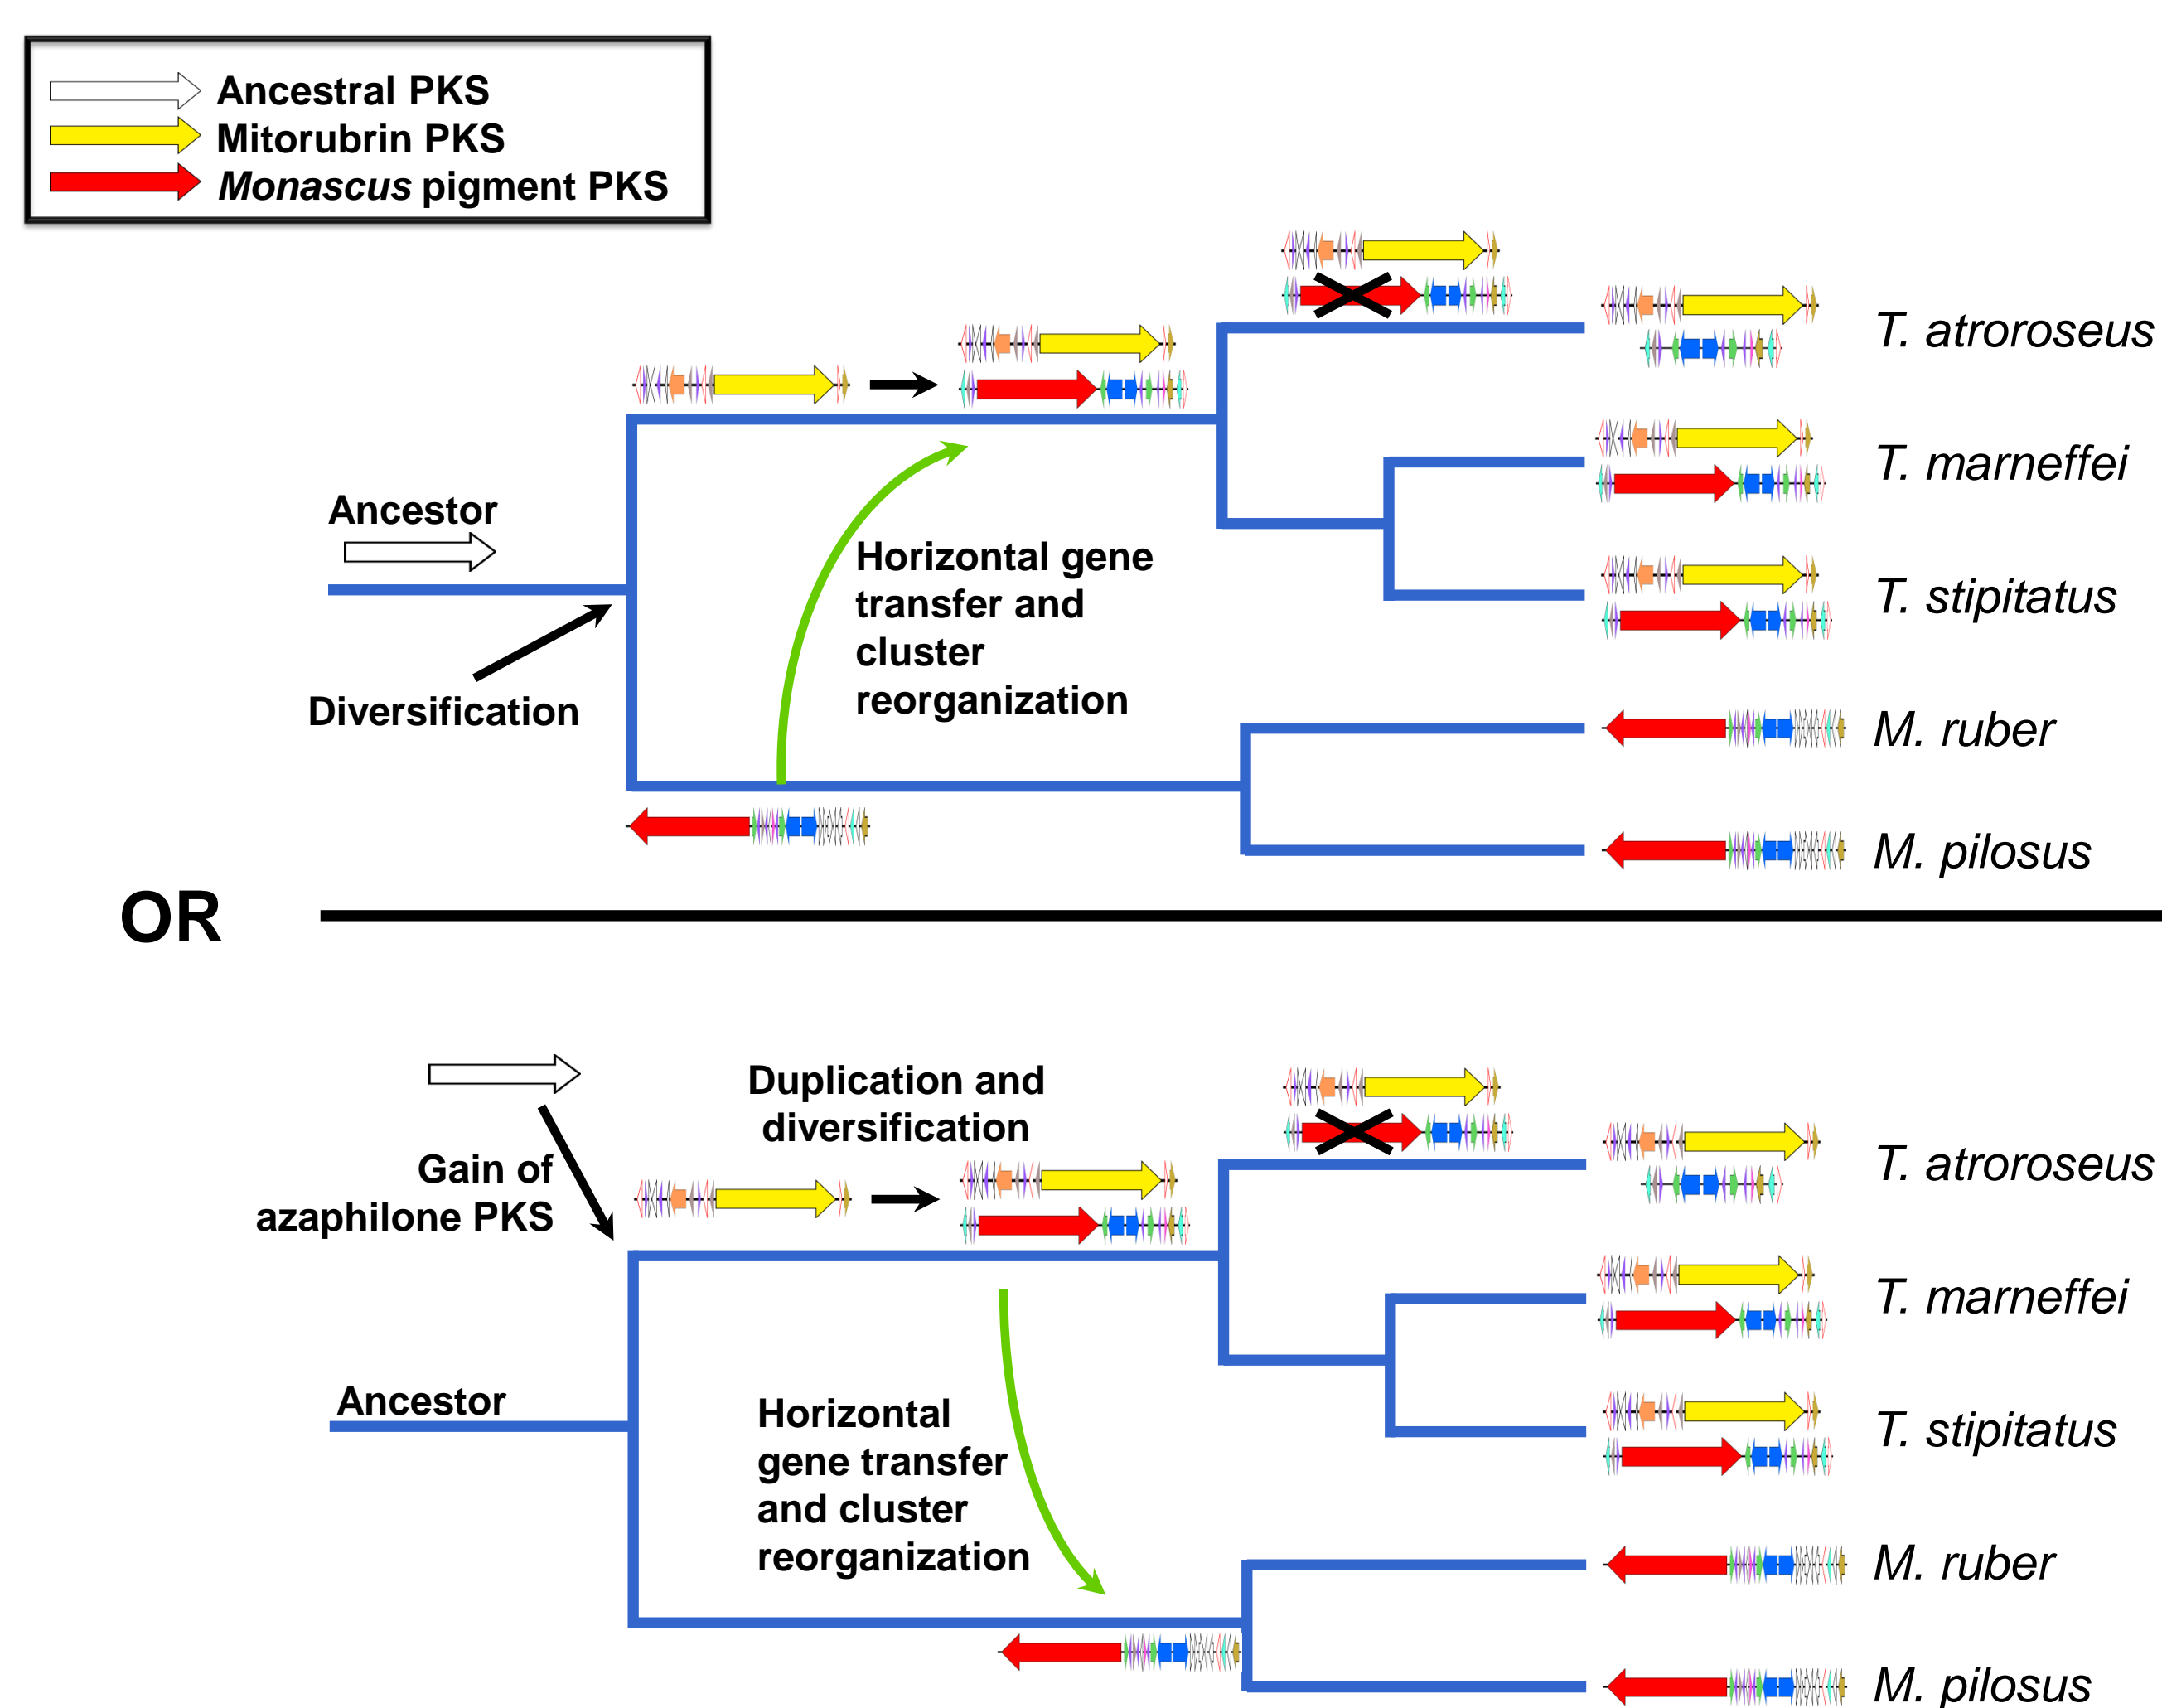 Ancestral PKS
Mitorubrin PKS
Monascus pigment PKS
T. atroroseus
T. marneffei
Ancestor
Horizontal gene
transfer and
cluster
reorganization
T. stipitatus
Diversification
M. ruber
M. pilosus
OR
Duplication and
diversification
Gain of
azaphilone PKS
T. atroroseus
T. marneffei
Ancestor
Horizontal
gene transfer
and cluster
reorganization
T. stipitatus
M. ruber
M. pilosus